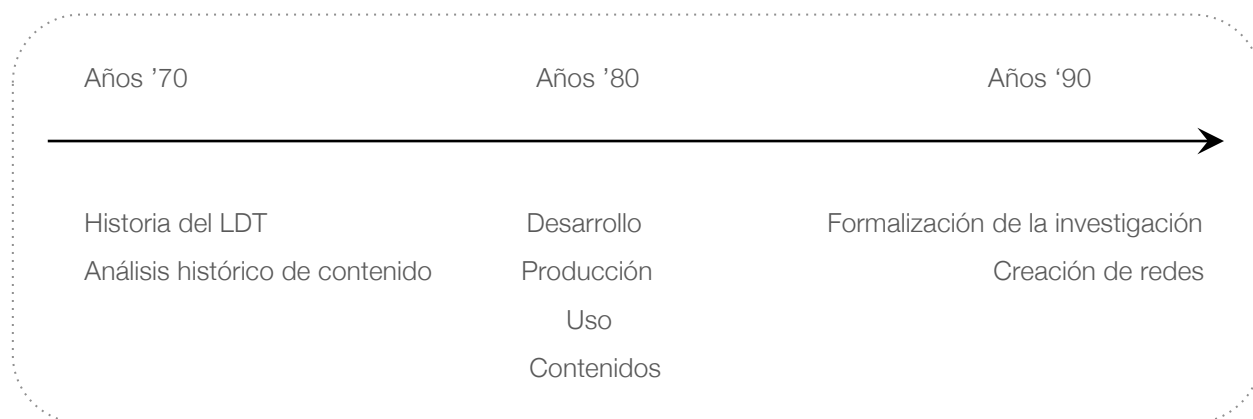 Años ’70
Años ’80
Años ‘90
Historia del LDT
Análisis histórico de contenido
Desarrollo
Producción
Uso
Contenidos
Formalización de la investigación
Creación de redes